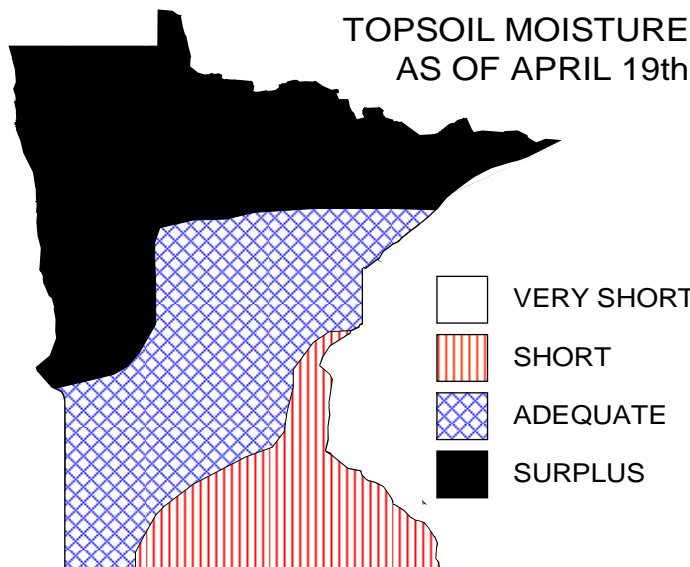 TOPSOIL MOISTURE
AS OF APRIL 19th
VERY SHORT
SHORT
ADEQUATE
SURPLUS